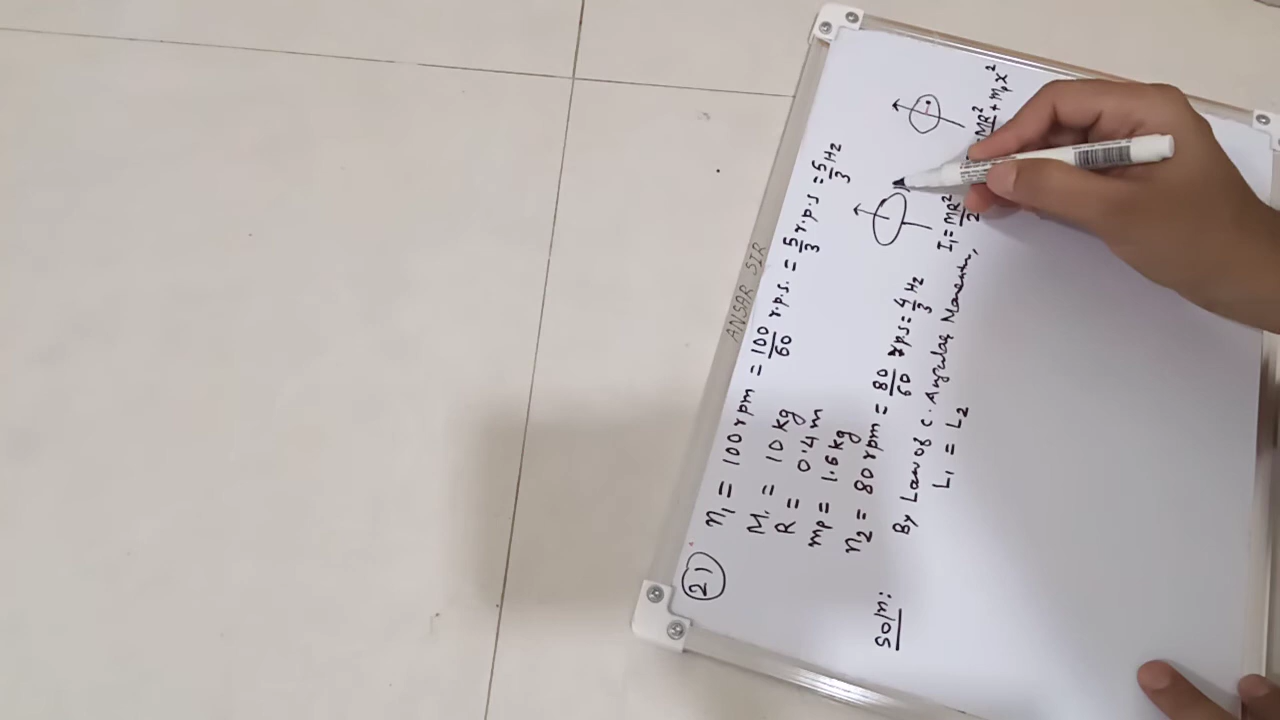 ANSAR SIR
(21) n₁ = 100 rpm = 100/60 r.p.s. = 5/3 r.p.s = 5/3 Hz
M₁ = 10 kg
R = 0.4 m
mp = 1.6 kg
n₂ = 80 rpm = 80/60 rps = 4/3 Hz
Soln:
By Law of C. Angular Momentum,
L₁ = L₂
I₁ = MR²/2
MR² + mₚx²